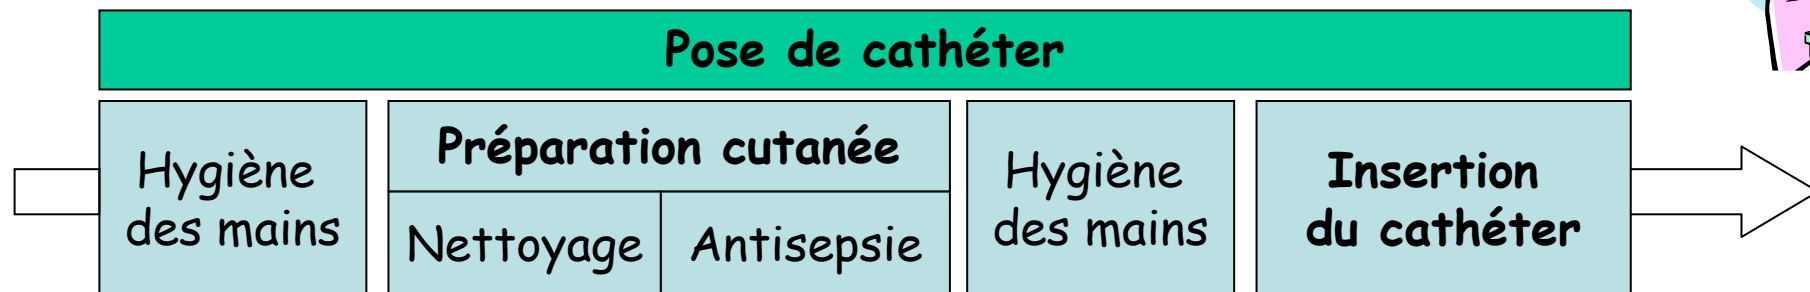 Pose de cathéter
Hygiène
des mains
Préparation cutanée
Nettoyage
Antisepsie
Hygiène
des mains
Insertion
du cathéter